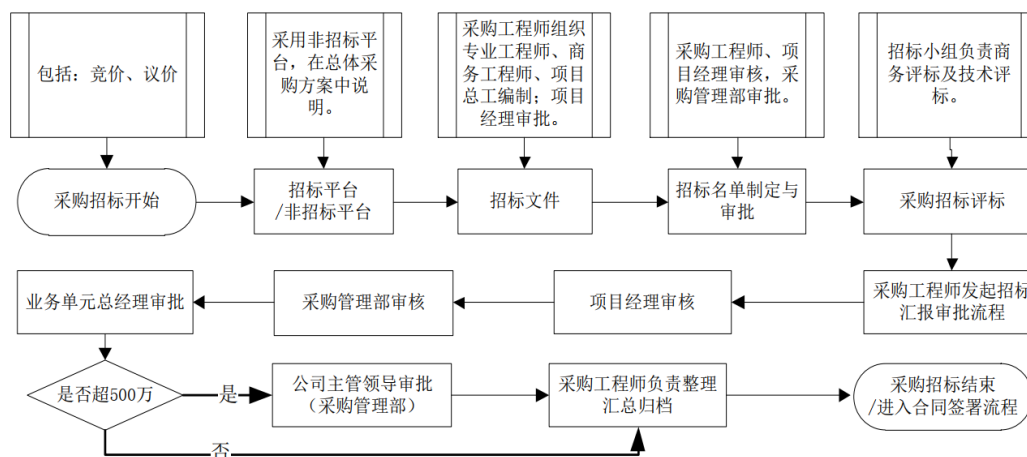 包括：竞价、议价
采用非招标平
台，在总体采
购方案中说
明。
采购工程师组织
专业工程师、商
务工程师、项目
总工编制；项目
经理审批。
采购工程师、项
目经理审核，采
购管理部审批。
招标小组负责商
务评标及技术评
标。
采购招标开始
招标平台
/非招标平台
招标文件
招标名单制定与
审批
采购招标评标
业务单元总经理审批
采购管理部审核
项目经理审核
采购工程师发起招标
汇报审批流程
是否超500万
是
公司主管领导审批
（采购管理部）
采购工程师负责整理
汇总归档
采购招标结束
/进入合同签署流程
否